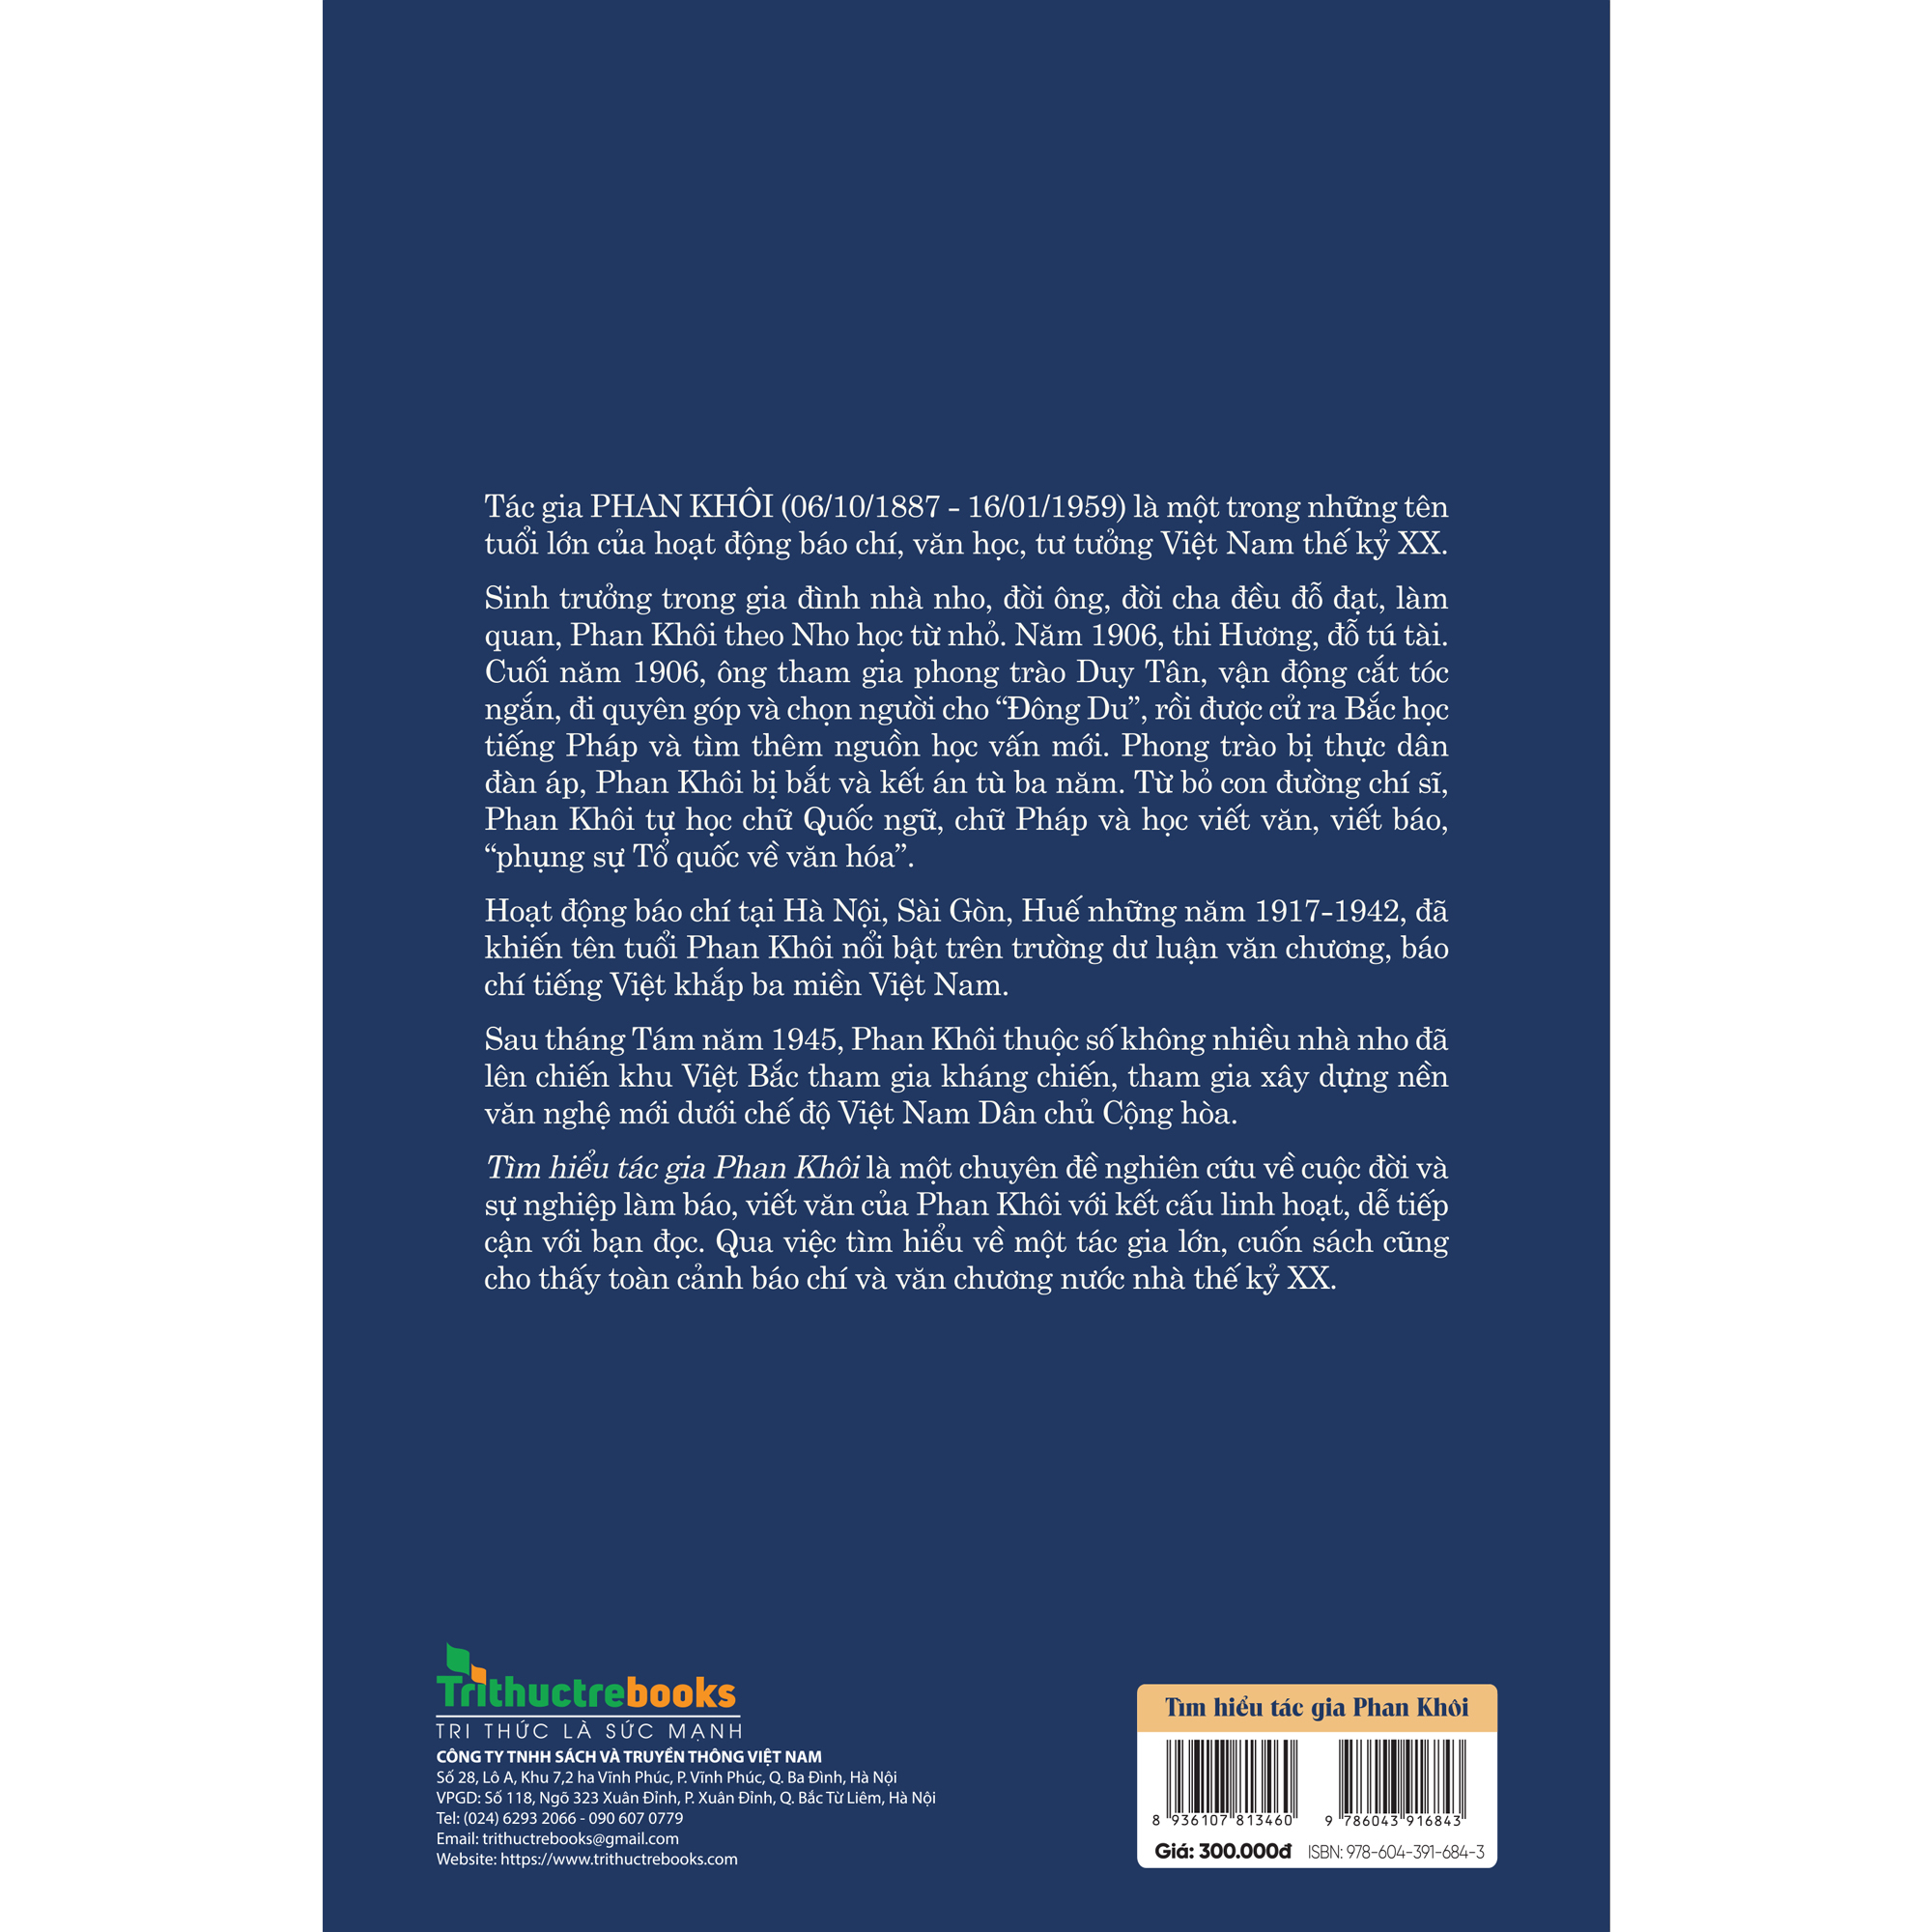 Tác gia PHAN KHÔI (06/10/1887 - 16/01/1959) là một trong những tên
tuổi lớn của hoạt động báo chí, văn học, tư tưởng Việt Nam thế kỷ XX.
Sinh trưởng trong gia đình nhà nho, đời ông, đời cha đều đỗ đạt, làm
quan, Phan Khôi theo Nho học từ nhỏ. Năm 1906, thi Hương, đỗ tú tài.
Cuối năm 1906, ông tham gia phong trào Duy Tân, vận động cắt tóc
ngắn, đi quyên góp và chọn người cho “Đông Du”, rồi được cử ra Bắc học
tiếng Pháp và tìm thêm nguồn học vấn mới. Phong trào bị thực dân
đàn áp, Phan Khôi bị bắt và kết án tù ba năm. Từ bỏ con đường chí sĩ,
Phan Khôi tự học chữ Quốc ngữ, chữ Pháp và học viết văn, viết báo,
“phụng sự Tổ quốc về văn hóa”.
Hoạt động báo chí tại Hà Nội, Sài Gòn, Huế những năm 1917-1942, đã
khiến tên tuổi Phan Khôi nổi bật trên trường dư luận văn chương, báo
chí tiếng Việt khắp ba miền Việt Nam.
Sau tháng Tám năm 1945, Phan Khôi thuộc số không nhiều nhà nho đã
lên chiến khu Việt Bắc tham gia kháng chiến, tham gia xây dựng nền
văn nghệ mới dưới chế độ Việt Nam Dân chủ Cộng hòa.
Tìm hiểu tác gia Phan Khôi là một chuyên đề nghiên cứu về cuộc đời và
sự nghiệp làm báo, viết văn của Phan Khôi với kết cấu linh hoạt, dễ tiếp
cận với bạn đọc. Qua việc tìm hiểu về một tác gia lớn, cuốn sách cũng
cho thấy toàn cảnh báo chí và văn chương nước nhà thế kỷ XX.
Trithuctrebooks
TRI THỨC LÀ SỨC MẠNH
CÔNG TY TNHH SÁCH VÀ TRUYỀN THÔNG VIỆT NAM
Số 28, Lô A, Khu 7,2 ha Vĩnh Phúc, P. Vĩnh Phúc, Q. Ba Đình, Hà Nội
VPGD: Số 118, Ngõ 323 Xuân Đỉnh, P. Xuân Đỉnh, Q. Bắc Từ Liêm, Hà Nội
Tel: (024) 6293 2066 - 090 607 0779
Email: trithuctrebooks@gmail.com
Website: https://www.trithuctrebooks.com
Tìm hiểu tác gia Phan Khôi
8 936107 813460 9 786043 916843
Giá: 300.000đ ISBN: 978-604-391-684-3